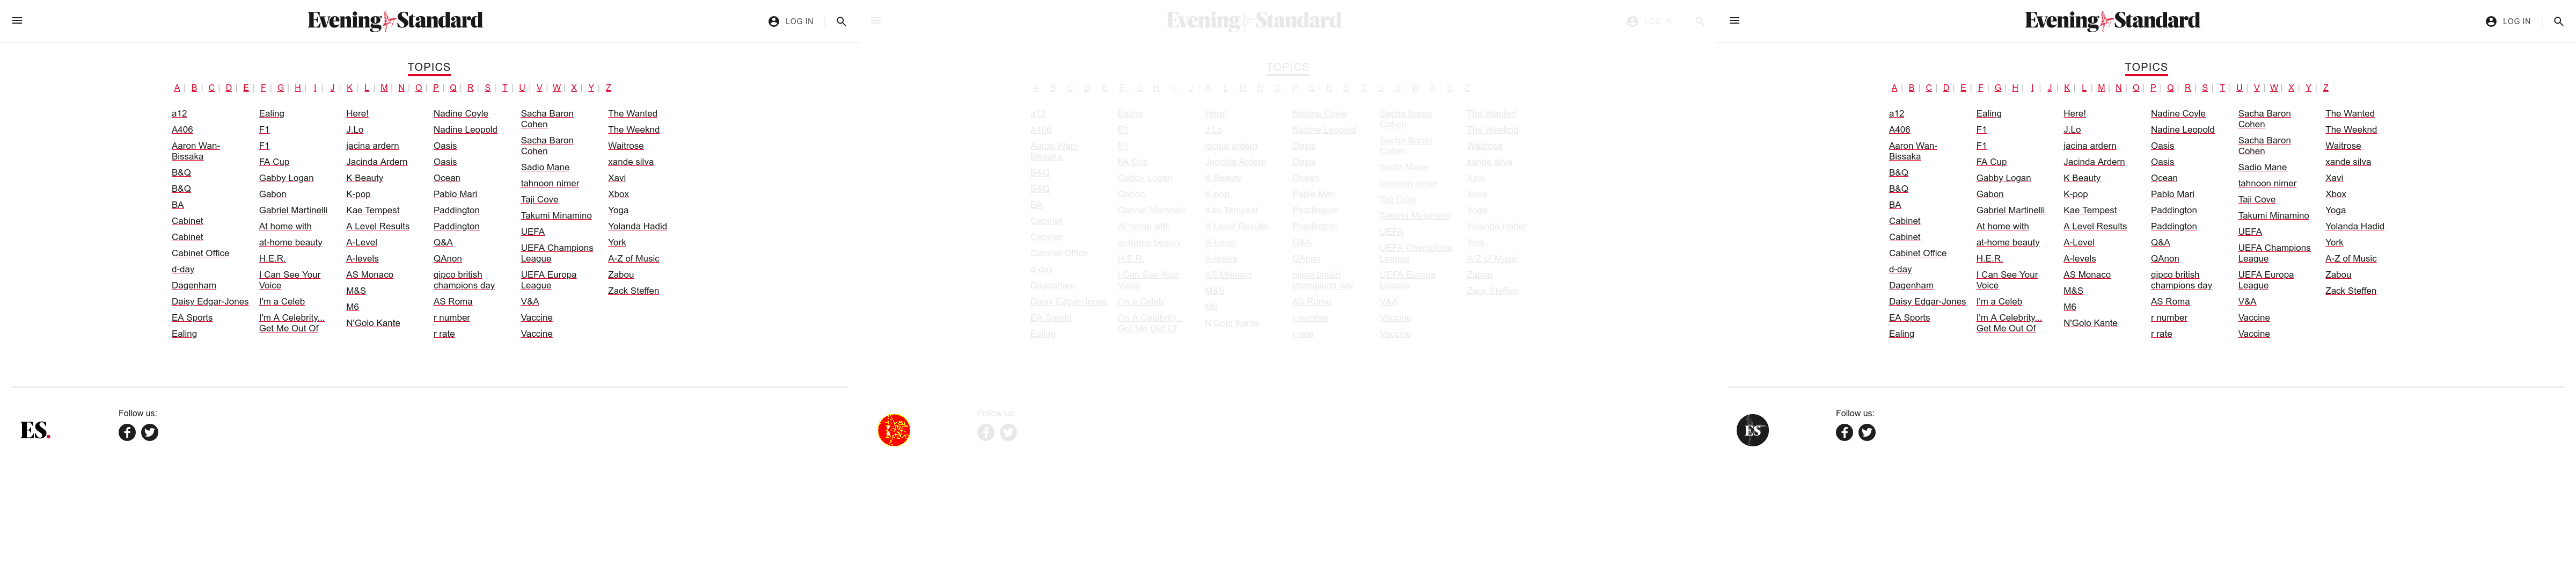 Evening Standard
LOG IN
TOPICS
A | B | C | D | E | F | G | H | I | J | K | L | M | N | O | P | Q | R | S | T | U | V | W | X | Y | Z
a12
A406
Aaron Wan-
Bissaka
B&Q
B&Q
BA
Cabinet
Cabinet
Cabinet Office
d-day
Dagenham
Daisy Edgar-Jones
EA Sports
Ealing
Ealing
F1
F1
FA Cup
Gabby Logan
Gabon
Gabriel Martinelli
At home with
at-home beauty
H.E.R.
I Can See Your
Voice
I'm a Celeb
I'm A Celebrity...
Get Me Out Of
Here!
J.Lo
jacina ardern
Jacinda Ardern
K Beauty
K-pop
Kae Tempest
A Level Results
A-Level
A-levels
AS Monaco
M&S
M6
N'Golo Kante
Nadine Coyle
Nadine Leopold
Oasis
Oasis
Ocean
Pablo Mari
Paddington
Paddington
Q&A
QAnon
qipco british
champions day
AS Roma
r number
r rate
Sacha Baron
Cohen
Sacha Baron
Cohen
Sadio Mane
tahnoon nimer
Taji Cove
Takumi Minamino
UEFA
UEFA Champions
League
UEFA Europa
League
V&A
Vaccine
Vaccine
The Wanted
The Weeknd
Waitrose
xande silva
Xavi
Xbox
Yoga
Yolanda Hadid
York
A-Z of Music
Zabou
Zack Steffen
ES.
Follow us:
Evening Standard
LOG IN
TOPICS
A | B | C | D | E | F | G | H | I | J | K | L | M | N | O | P | Q | R | S | T | U | V | W | X | Y | Z
a12
A406
Aaron Wan-
Bissaka
B&Q
B&Q
BA
Cabinet
Cabinet
Cabinet Office
d-day
Dagenham
Daisy Edgar-Jones
EA Sports
Ealing
Ealing
F1
F1
FA Cup
Gabby Logan
Gabon
Gabriel Martinelli
At home with
at-home beauty
H.E.R.
I Can See Your
Voice
I'm a Celeb
I'm A Celebrity...
Get Me Out Of
Here!
J.Lo
jacina ardern
Jacinda Ardern
K Beauty
K-pop
Kae Tempest
A Level Results
A-Level
A-levels
AS Monaco
M&S
M6
N'Golo Kante
Nadine Coyle
Nadine Leopold
Oasis
Oasis
Ocean
Pablo Mari
Paddington
Paddington
Q&A
QAnon
qipco british
champions day
AS Roma
r number
r rate
Sacha Baron
Cohen
Sacha Baron
Cohen
Sadio Mane
tahnoon nimer
Taji Cove
Takumi Minamino
UEFA
UEFA Champions
League
UEFA Europa
League
V&A
Vaccine
Vaccine
The Wanted
The Weeknd
Waitrose
xande silva
Xavi
Xbox
Yoga
Yolanda Hadid
York
A-Z of Music
Zabou
Zack Steffen
ES
Follow us:
Evening Standard
LOG IN
TOPICS
A | B | C | D | E | F | G | H | I | J | K | L | M | N | O | P | Q | R | S | T | U | V | W | X | Y | Z
a12
A406
Aaron Wan-
Bissaka
B&Q
B&Q
BA
Cabinet
Cabinet
Cabinet Office
d-day
Dagenham
Daisy Edgar-Jones
EA Sports
Ealing
Ealing
F1
F1
FA Cup
Gabby Logan
Gabon
Gabriel Martinelli
At home with
at-home beauty
H.E.R.
I Can See Your
Voice
I'm a Celeb
I'm A Celebrity...
Get Me Out Of
Here!
J.Lo
jacina ardern
Jacinda Ardern
K Beauty
K-pop
Kae Tempest
A Level Results
A-Level
A-levels
AS Monaco
M&S
M6
N'Golo Kante
Nadine Coyle
Nadine Leopold
Oasis
Oasis
Ocean
Pablo Mari
Paddington
Paddington
Q&A
QAnon
qipco british
champions day
AS Roma
r number
r rate
Sacha Baron
Cohen
Sacha Baron
Cohen
Sadio Mane
tahnoon nimer
Taji Cove
Takumi Minamino
UEFA
UEFA Champions
League
UEFA Europa
League
V&A
Vaccine
Vaccine
The Wanted
The Weeknd
Waitrose
xande silva
Xavi
Xbox
Yoga
Yolanda Hadid
York
A-Z of Music
Zabou
Zack Steffen
ES
Follow us: